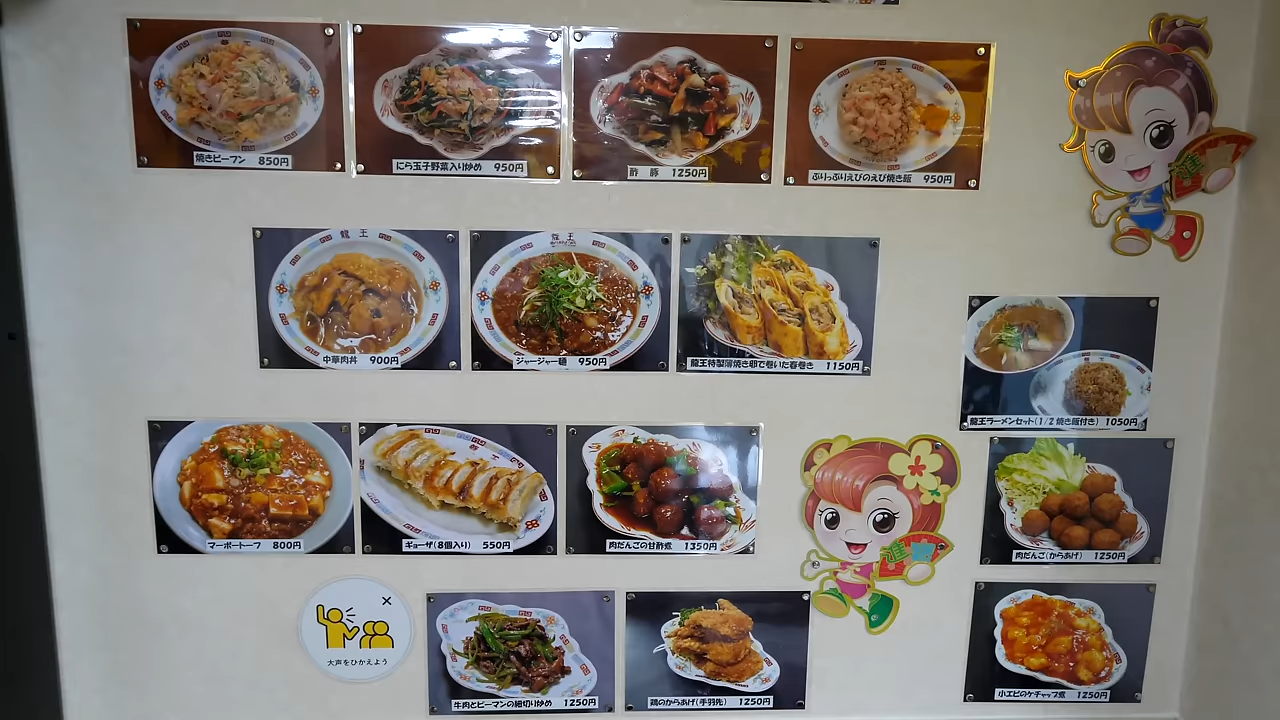 焼きビーフン 850円
にら玉子野菜入り炒め 950円
酢豚 1250円
ぷりっぷりえびのえび焼き飯 950円
龍王
中華肉丼 900円
龍王
ジャージャー麺 950円
龍王特製薄焼き卵で巻いた春巻き 1150円
龍王ラーメンセット(1/2焼き飯付き) 1050円
マーボートーフ 800円
ギョーザ(8個入り) 550円
肉だんごの甘酢煮 1350円
肉だんご(からあげ) 1250円
大声をひかえよう
牛肉とピーマンの細切り炒め 1250円
鶏のからあげ(手羽先) 1250円
小エビのケチャップ煮 1250円